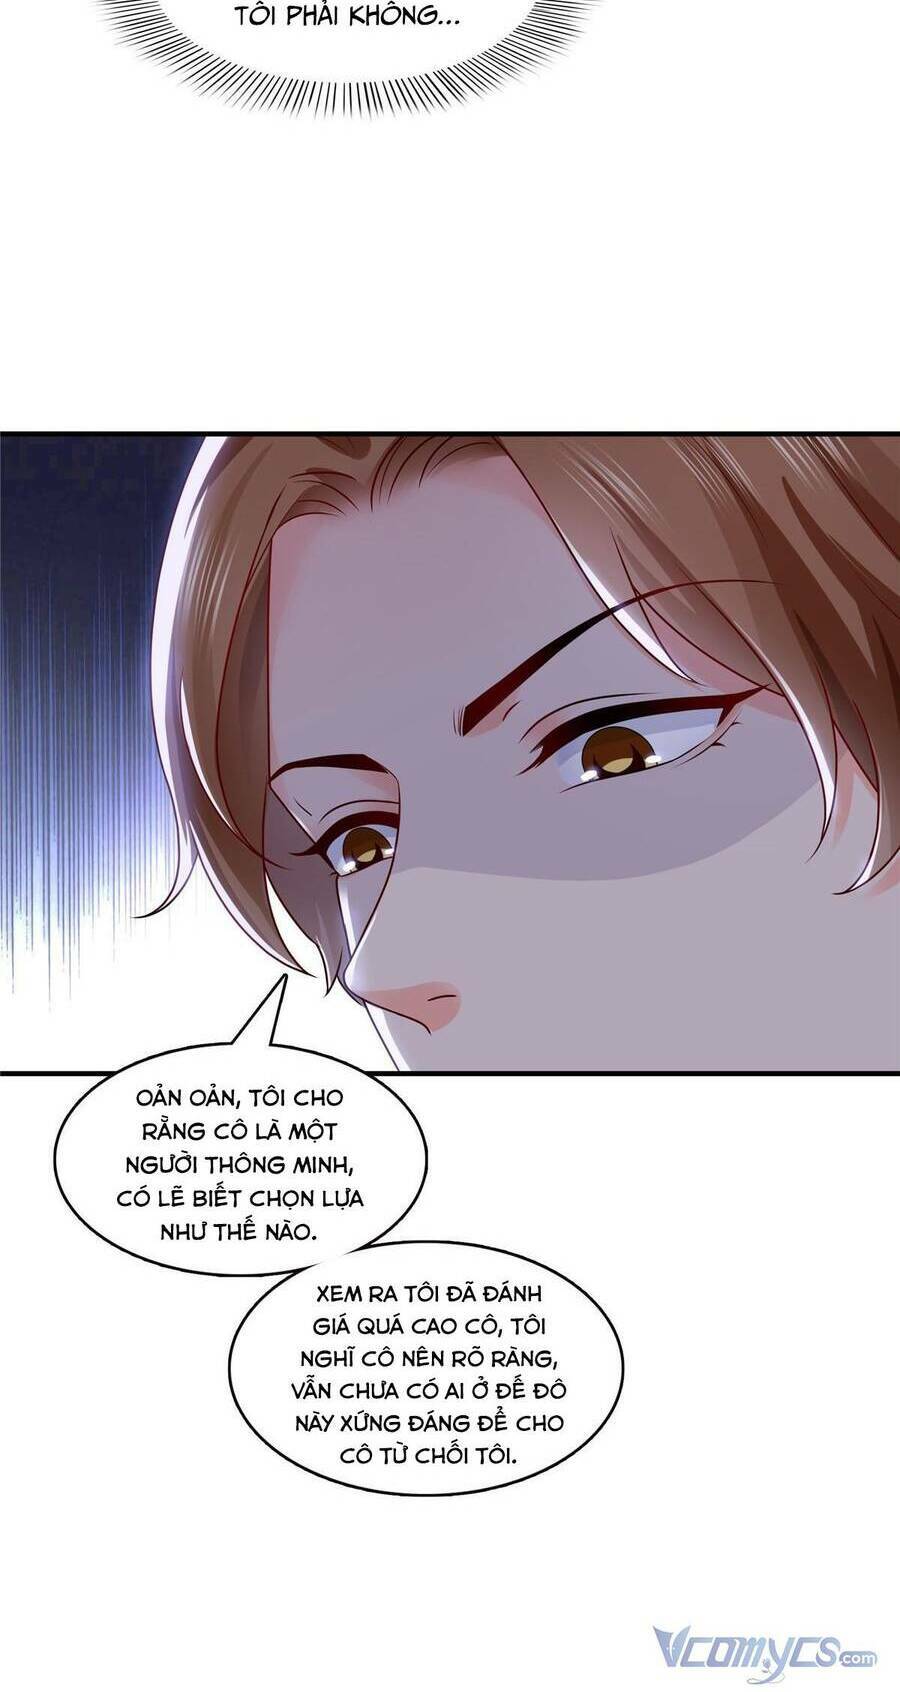 TÔI PHẢI KHÔNG...
OẢN OẢN, TÔI CHO
RẰNG CÔ LÀ MỘT
NGƯỜI THÔNG MINH,
CÓ LẼ BIẾT CHỌN LỰA
NHƯ THẾ NÀO.
XEM RA TÔI ĐÃ ĐÁNH
GIÁ QUÁ CAO CÔ, TÔI
NGHĨ CÔ NÊN RÕ RÀNG,
VẪN CHƯA CÓ AI Ở ĐẾ ĐÔ
NÀY XỨNG ĐÁNG ĐỂ CHO
CÔ TỪ CHỐI TÔI.
VCOMYCS.com